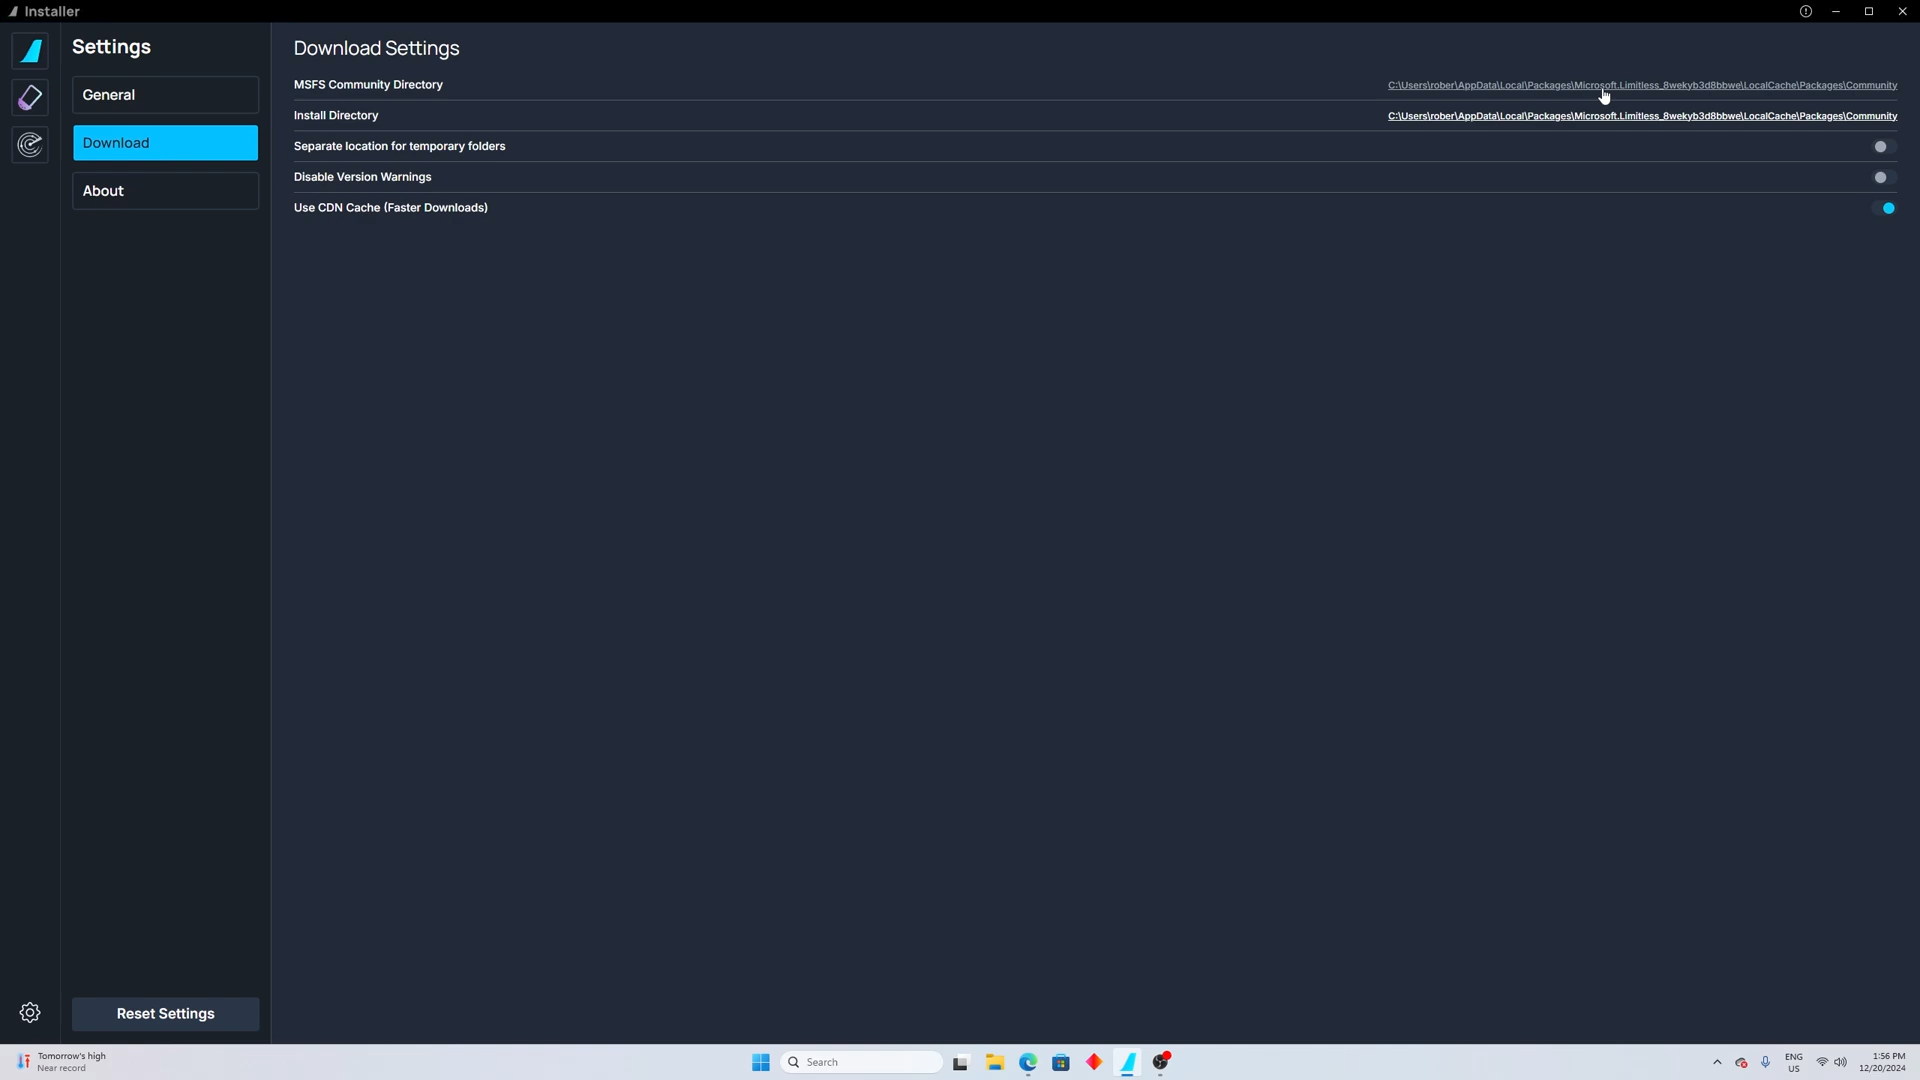 Installer
Settings
General
Download
About
Reset Settings
Download Settings
MSFS Community Directory
C:\Users\rober\AppData\Local\Packages\Microsoft.Limitless_8wekyb3d8bbwe\LocalCache\Packages\Community
Install Directory
C:\Users\rober\AppData\Local\Packages\Microsoft.Limitless_8wekyb3d8bbwe\LocalCache\Packages\Community
Separate location for temporary folders
Disable Version Warnings
Use CDN Cache (Faster Downloads)
Tomorrow's high
Near record
Search
ENG
US
1:56 PM
12/20/2024